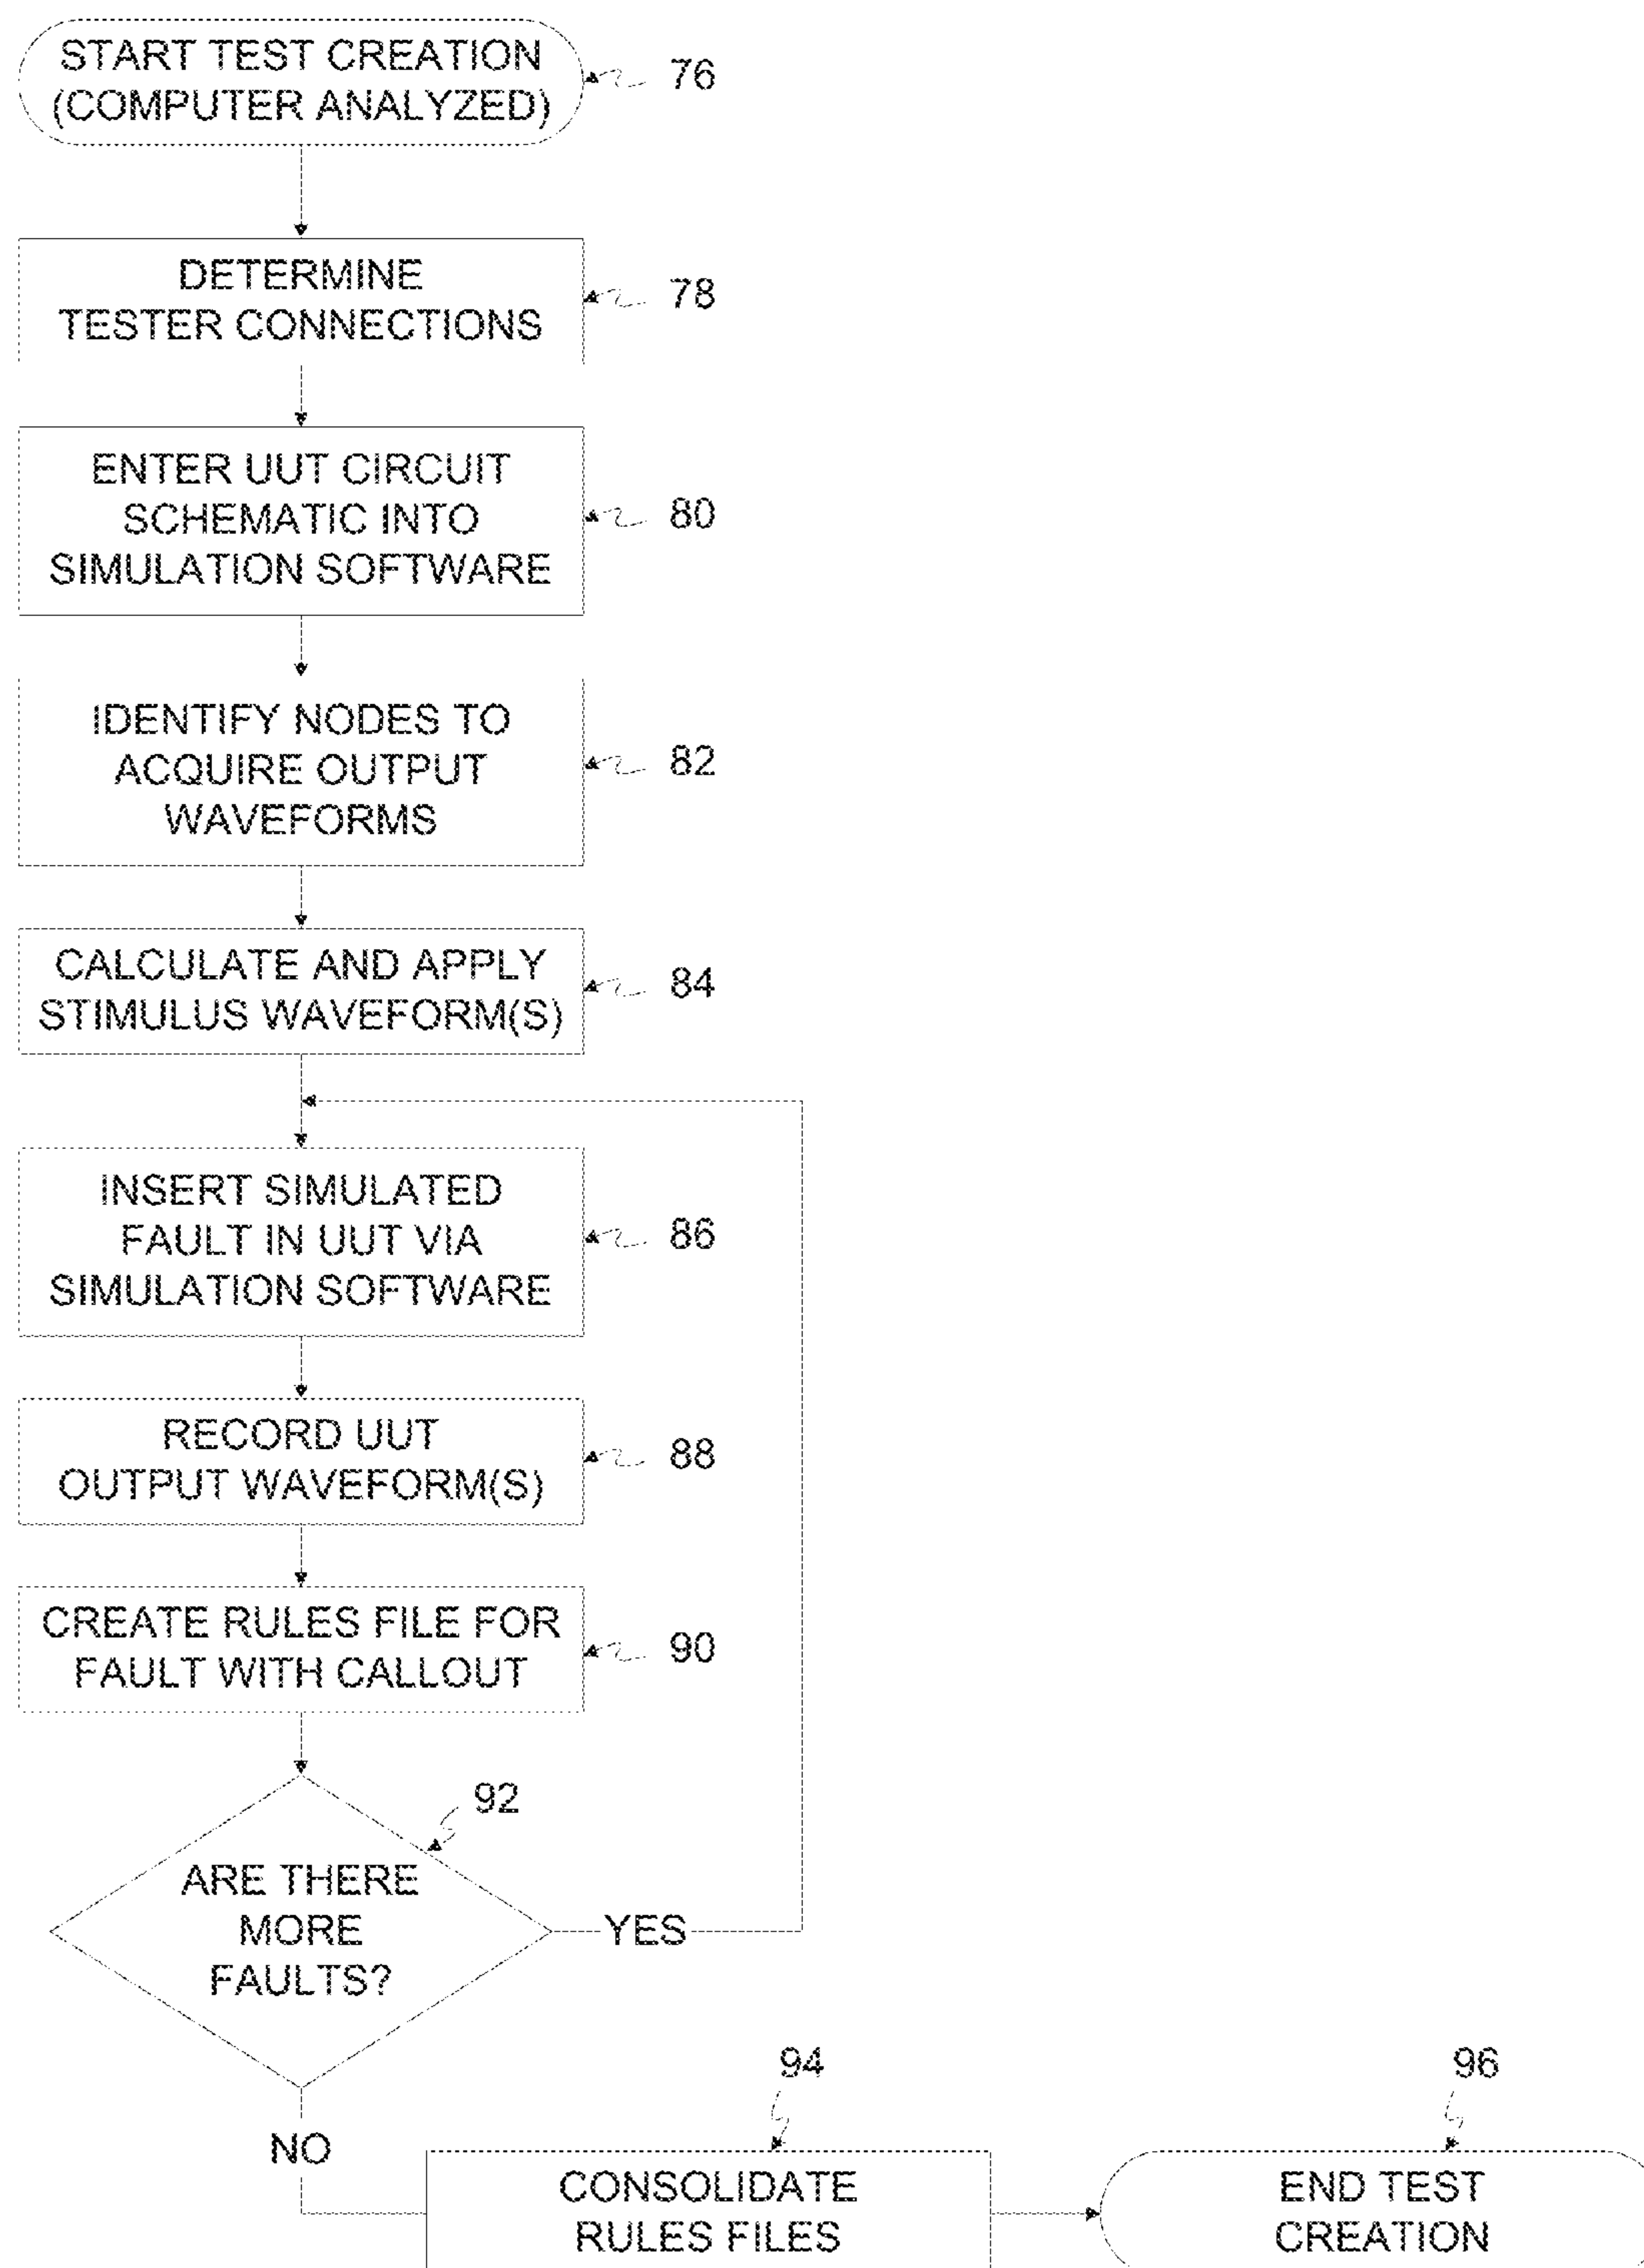 START TEST CREATION
(COMPUTER ANALYZED)
76
DETERMINE
TESTER CONNECTIONS
78
ENTER UUT CIRCUIT
SCHEMATIC INTO
SIMULATION SOFTWARE
80
IDENTIFY NODES TO
ACQUIRE OUTPUT
WAVEFORMS
82
CALCULATE AND APPLY
STIMULUS WAVEFORM(S)
84
INSERT SIMULATED
FAULT IN UUT VIA
SIMULATION SOFTWARE
86
RECORD UUT
OUTPUT WAVEFORM(S)
88
CREATE RULES FILE FOR
FAULT WITH CALLOUT
90
92
ARE THERE
MORE
FAULTS?
YES
NO
94
CONSOLIDATE
RULES FILES
96
END TEST
CREATION